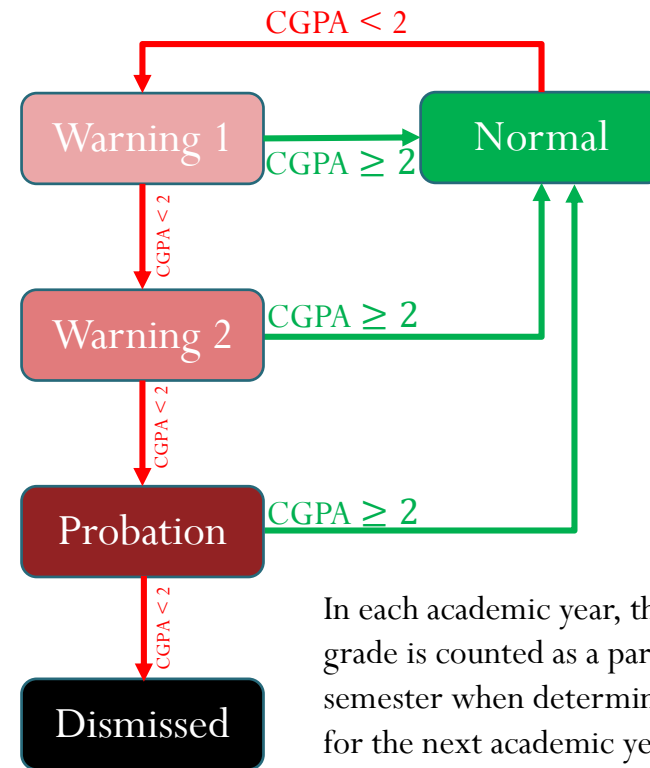 CGPA < 2
Warning 1
Normal
CGPA ≥ 2
CGPA < 2
Warning 2
CGPA ≥ 2
CGPA < 2
Probation
CGPA ≥ 2
CGPA < 2
In each academic year, th
grade is counted as a par
semester when determin
for the next academic ye
Dismissed